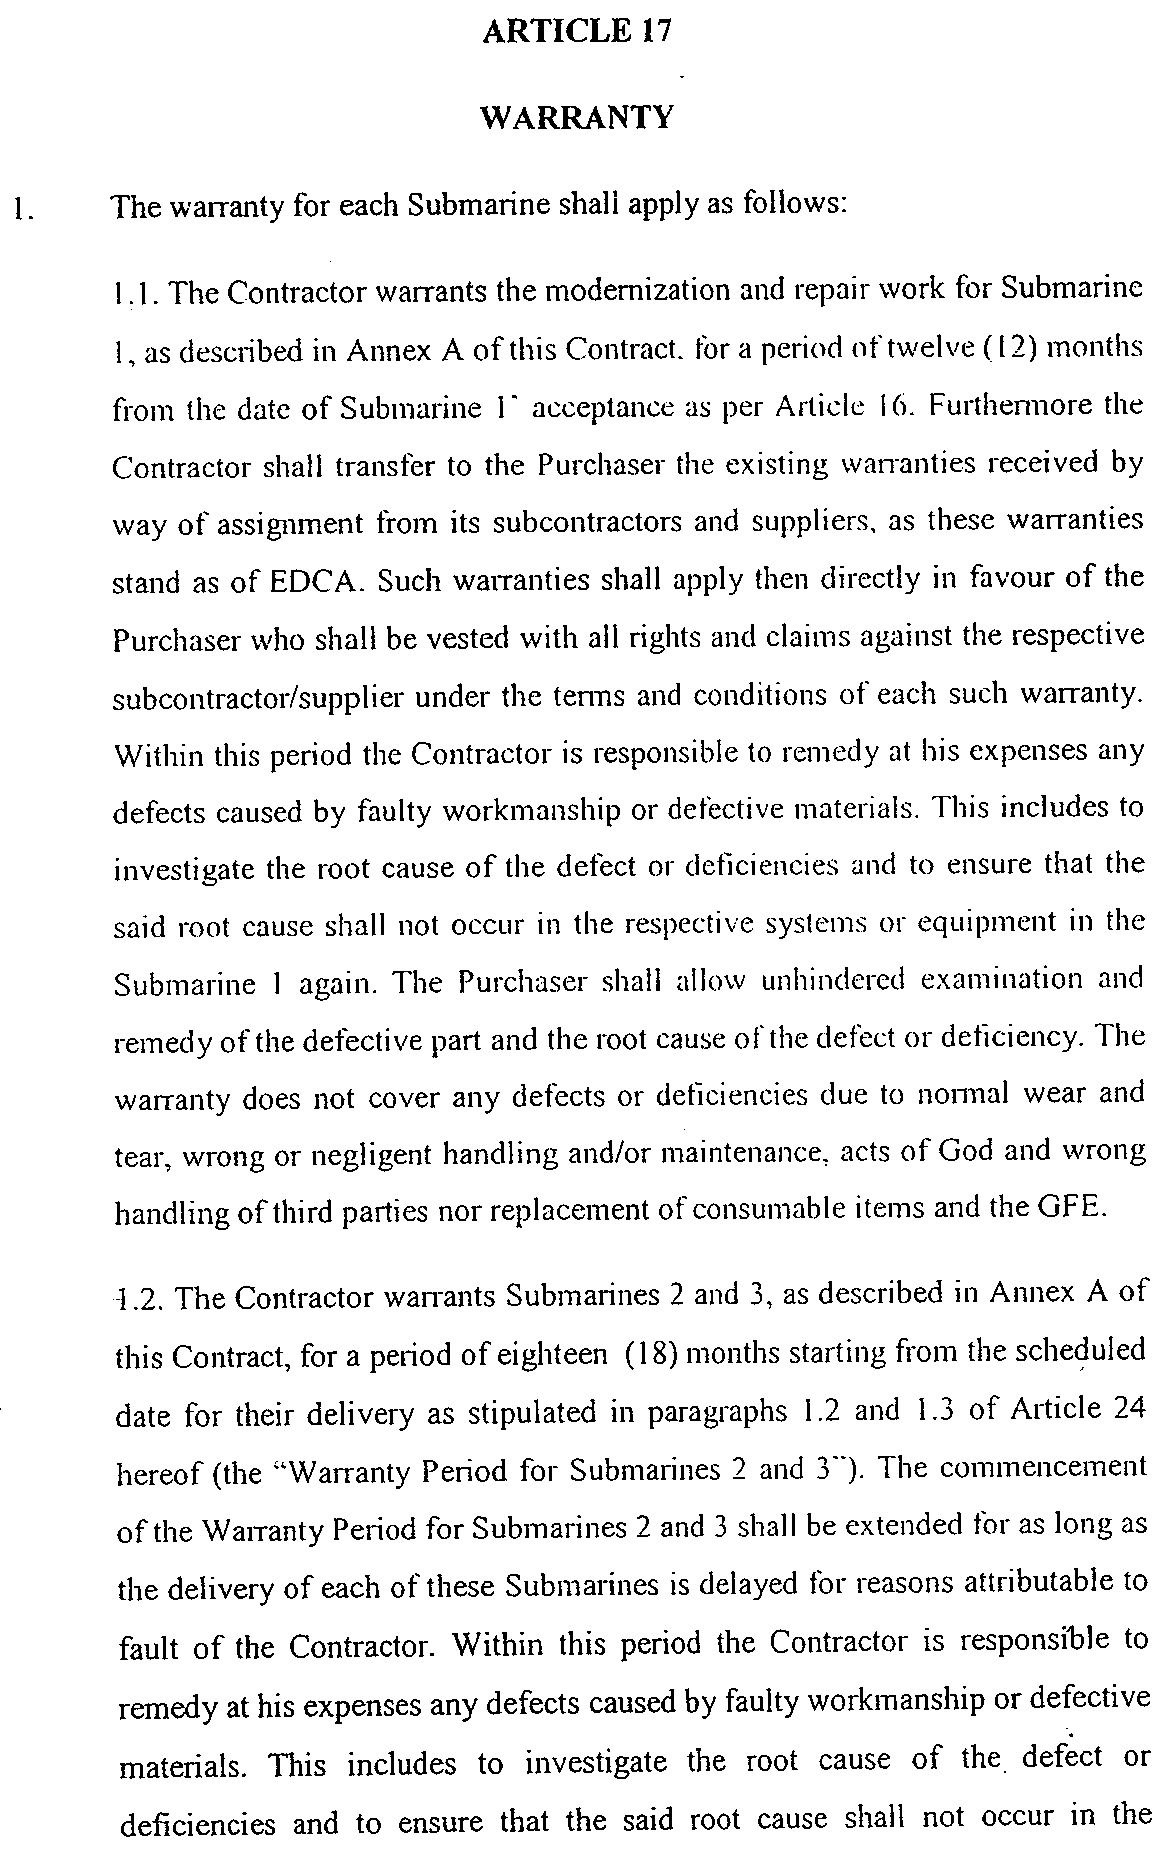 ARTICLE 17
WARRANTY
1. The warranty for each Submarine shall apply as follows:
1.1. The Contractor warrants the modernization and repair work for Submarine
1, as described in Annex A of this Contract. for a period of twelve (12) months
from the date of Submarine 1' acceptance as per Article 16. Furthermore the
Contractor shall transfer to the Purchaser the existing warranties received by
way of assignment from its subcontractors and suppliers, as these warranties
stand as of EDCA. Such warranties shall apply then directly in favour of the
Purchaser who shall be vested with all rights and claims against the respective
subcontractor/supplier under the terms and conditions of each such warranty.
Within this period the Contractor is responsible to remedy at his expenses any
defects caused by faulty workmanship or defective materials. This includes to
investigate the root cause of the defect or deficiencies and to ensure that the
said root cause shall not occur in the respective systems or equipment in the
Submarine 1 again. The Purchaser shall allow unhindered examination and
remedy of the defective part and the root cause of the defect or deficiency. The
warranty does not cover any defects or deficiencies due to normal wear and
tear, wrong or negligent handling and/or maintenance, acts of God and wrong
handling of third parties nor replacement of consumable items and the GFE.
1.2. The Contractor warrants Submarines 2 and 3, as described in Annex A of
this Contract, for a period of eighteen (18) months starting from the scheduled
date for their delivery as stipulated in paragraphs 1.2 and 1.3 of Article 24
hereof (the "Warranty Period for Submarines 2 and 3"). The commencement
of the Warranty Period for Submarines 2 and 3 shall be extended for as long as
the delivery of each of these Submarines is delayed for reasons attributable to
fault of the Contractor. Within this period the Contractor is responsible to
remedy at his expenses any defects caused by faulty workmanship or defective
materials. This includes to investigate the root cause of the defect or
deficiencies and to ensure that the said root cause shall not occur in the